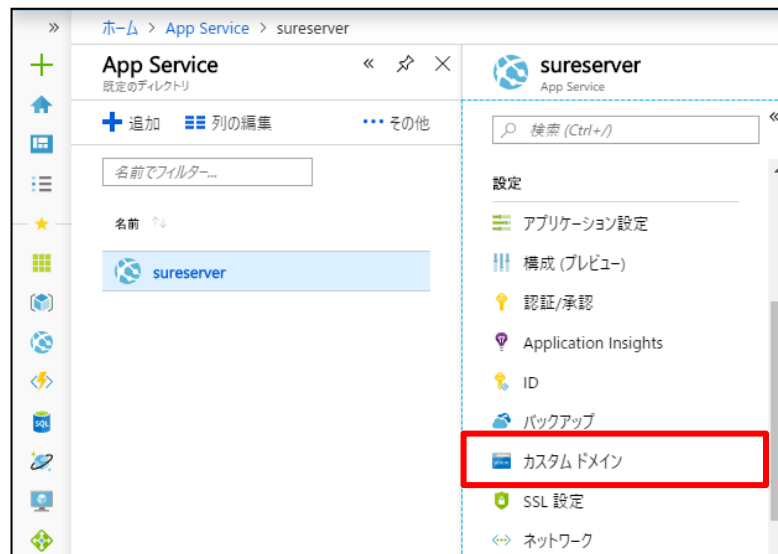 ホーム > App Service > sureserver
App Service
既定のディレクトリ
追加 列の編集 ••• その他
名前でフィルター...
名前
sureserver
sureserver
App Service
検索 (Ctrl+/)
設定
アプリケーション設定
構成 (プレビュー)
認証/承認
Application Insights
ID
バックアップ
カスタム ドメイン
SSL 設定
ネットワーク
SQL